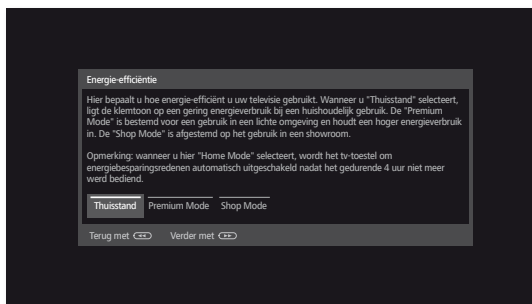 Energie-efficiëntie
Hier bepaalt u hoe energie-efficiënt u uw televisie gebruikt. Wanneer u "Thuisstand" selecteert,
ligt de klemtoon op een gering energieverbruik bij een huishoudelijk gebruik. De "Premium
Mode" is bestemd voor een gebruik in een lichte omgeving en houdt een hoger energieverbruik
in. De "Shop Mode" is afgestemd op het gebruik in een showroom.
Opmerking: wanneer u hier "Home Mode" selecteert, wordt het tv-toestel om
energiebesparingsredenen automatisch uitgeschakeld nadat het gedurende 4 uur niet meer
werd bediend.
Thuisstand Premium Mode Shop Mode
Terug met Verder met